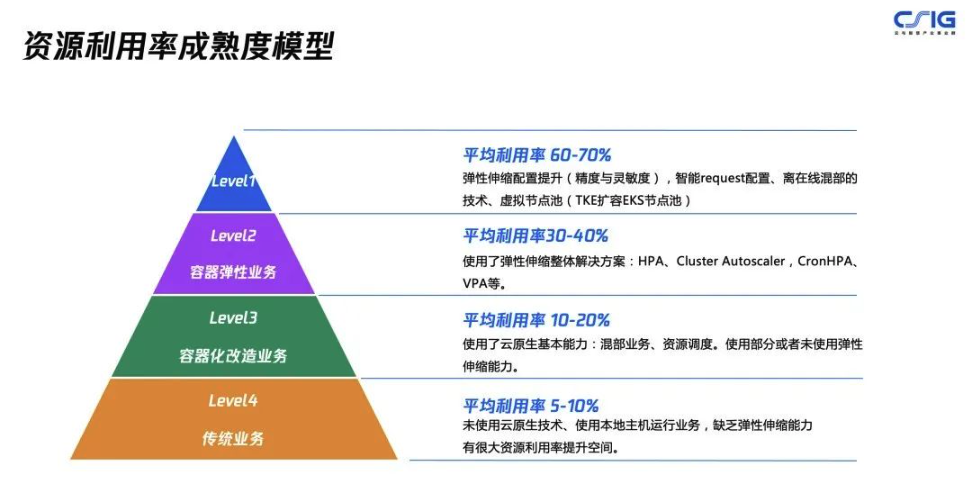 CSIG
资源利用率成熟度模型
Level1
平均利用率 60-70%
弹性伸缩配置提升（精度与灵敏度），智能request配置、离在线混部的
技术、虚拟节点池（TKE扩容EKS节点池）
Level2
容器弹性业务
平均利用率30-40%
使用了弹性伸缩整体解决方案：HPA、Cluster Autoscaler，CronHPA、
VPA等。
Level3
容器化改造业务
平均利用率 10-20%
使用了云原生基本能力：混部业务、资源调度。使用部分或者未使用弹性
伸缩能力。
Level4
传统业务
平均利用率 5-10%
未使用云原生技术、使用本地主机运行业务，缺乏弹性伸缩能力
有很大资源利用率提升空间。